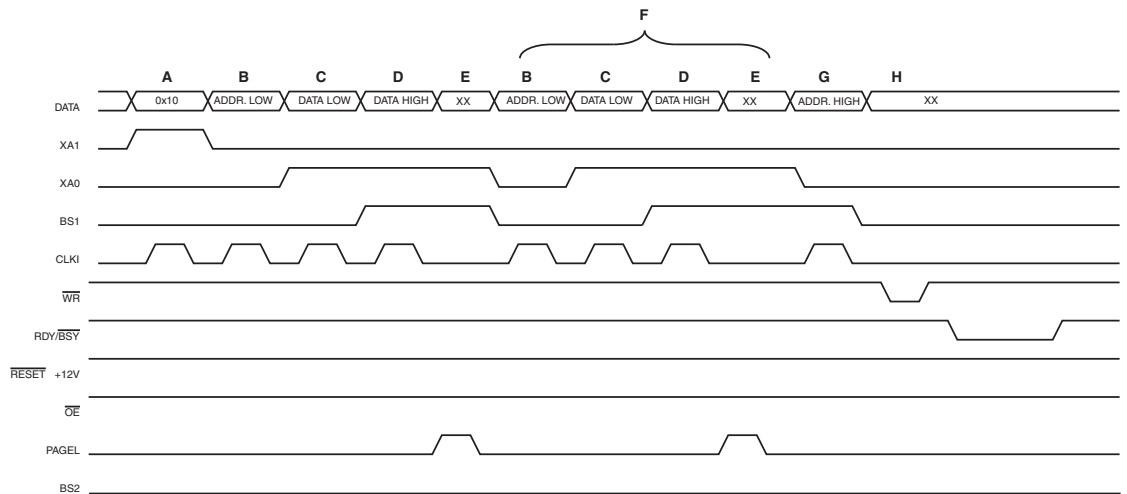 F
A B C D E B C D E G H
DATA 0x10 ADDR. LOW DATA LOW DATA HIGH XX ADDR. LOW DATA LOW DATA HIGH XX ADDR. HIGH XX
XA1
XA0
BS1
CLKI
WR
RDY/BSY
RESET +12V
OE
PAGEL
BS2